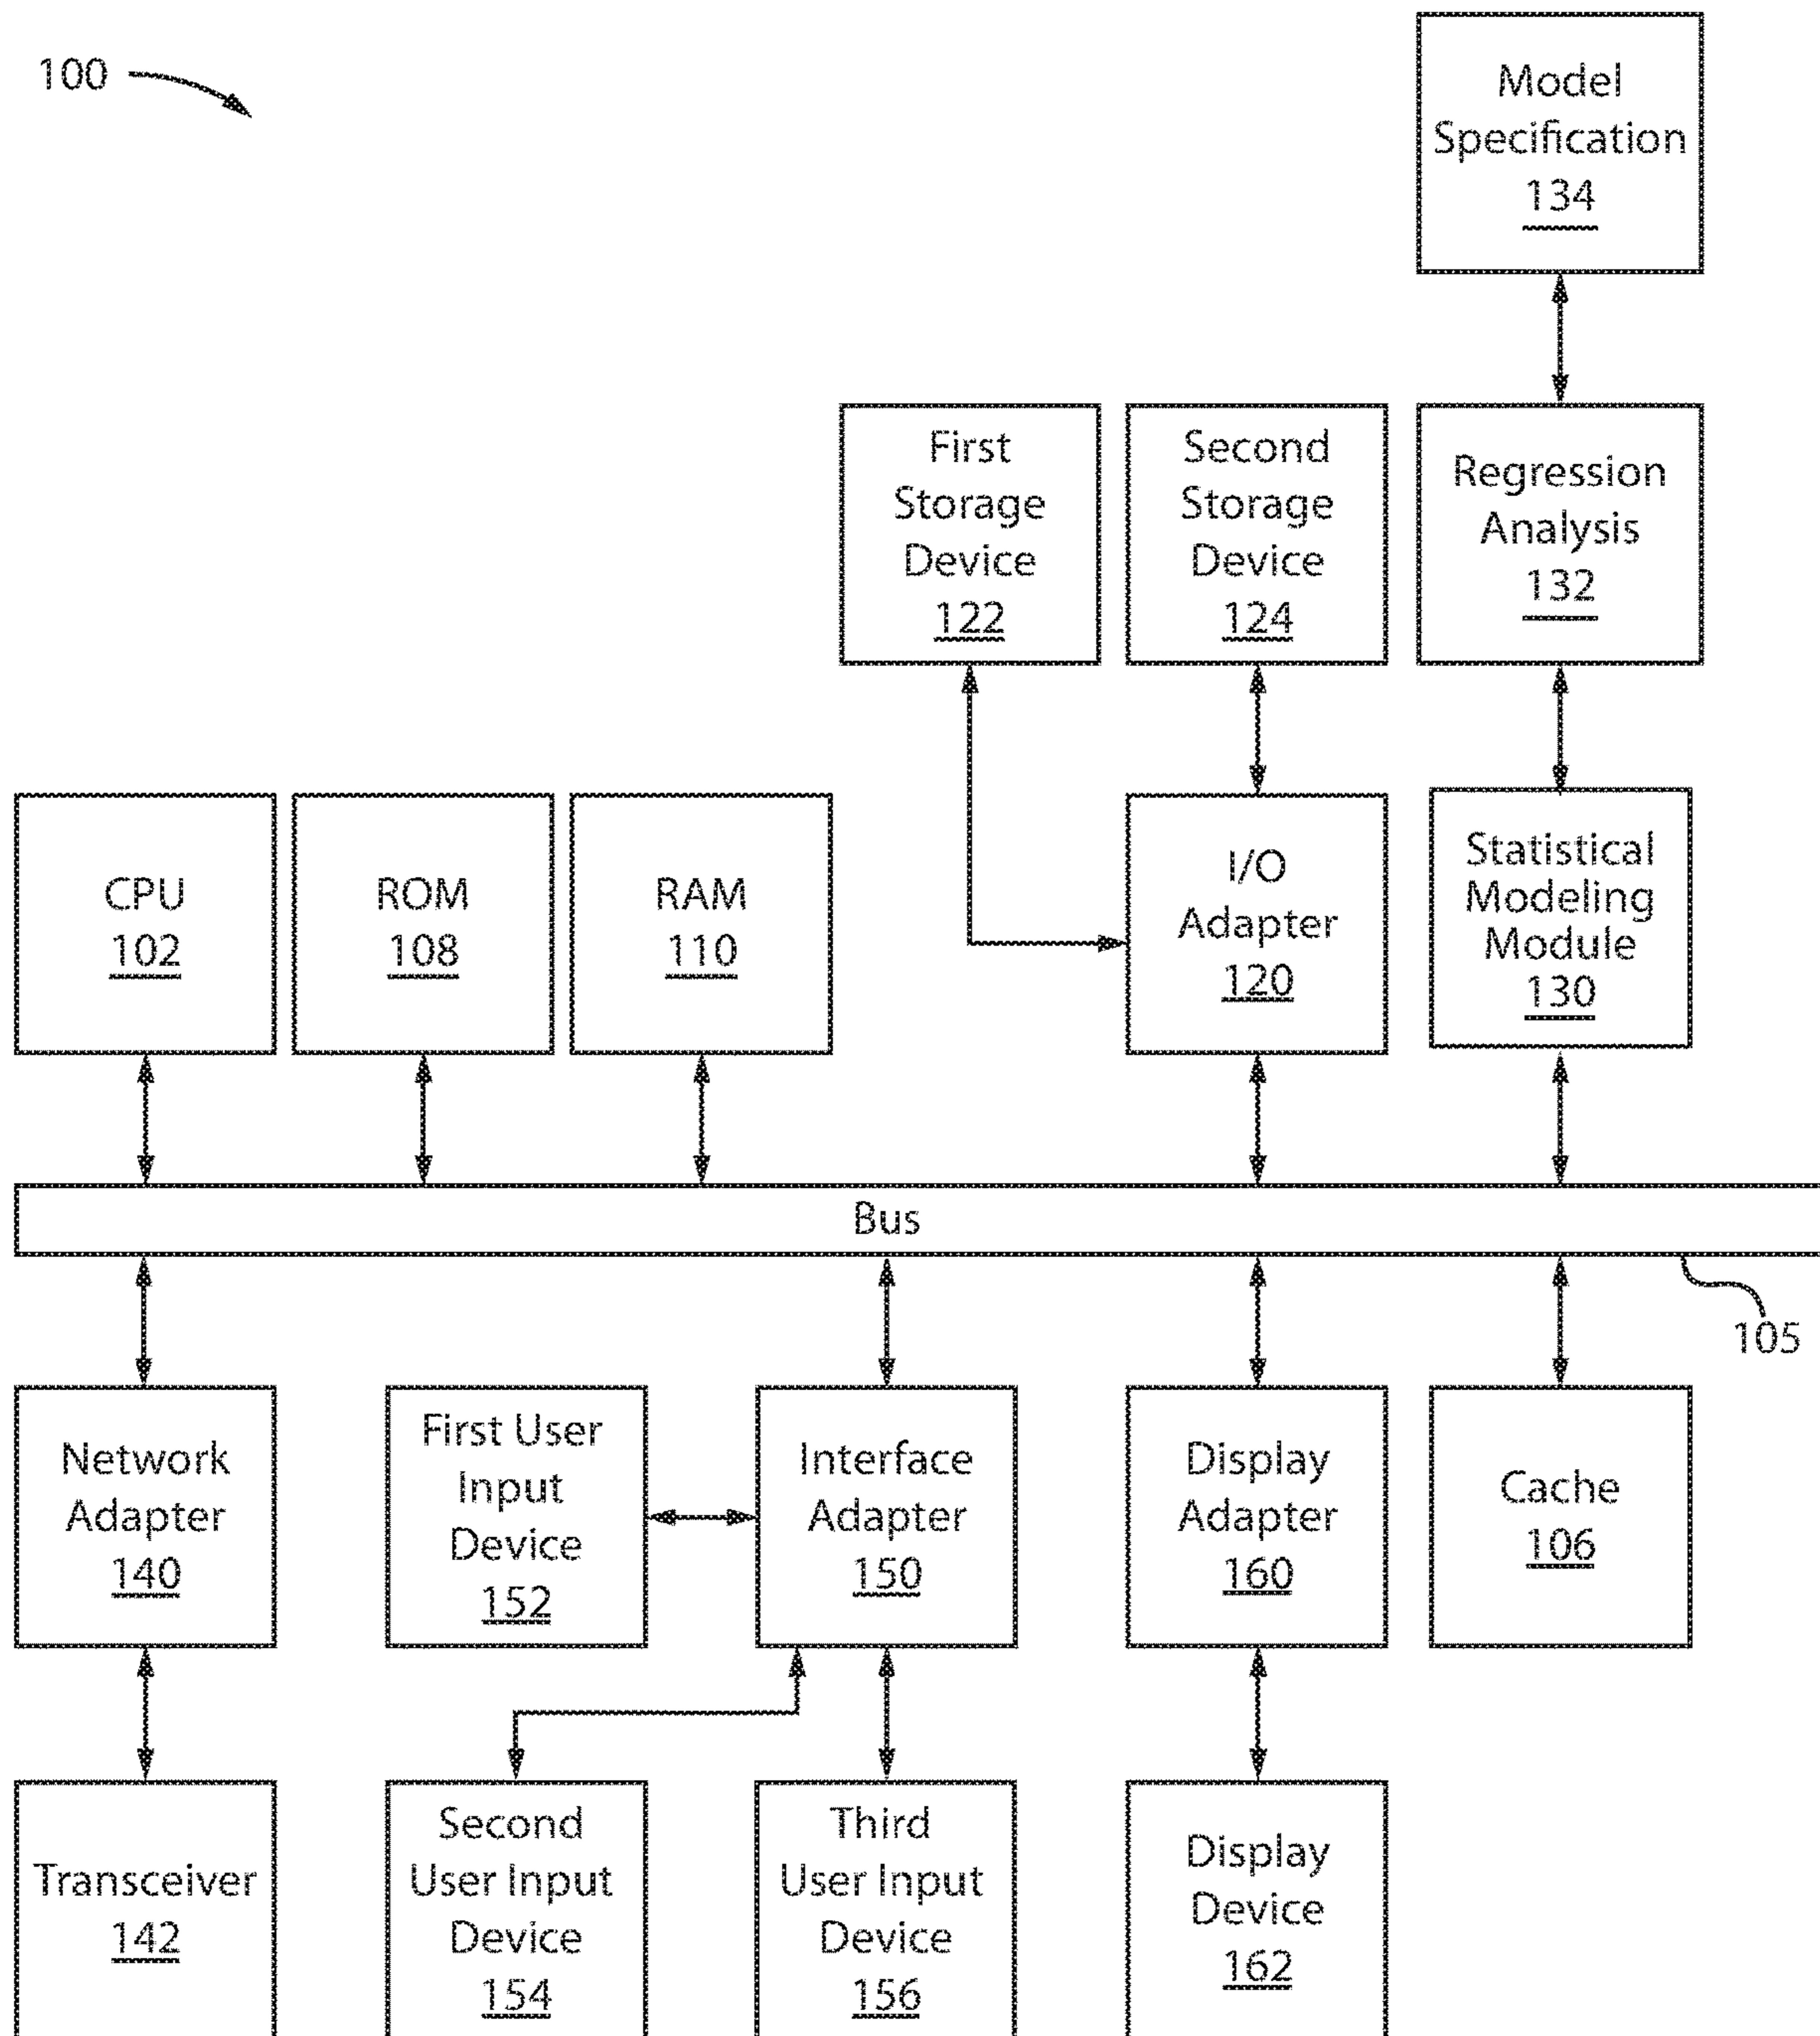 100
Model
Specification
134
First
Storage
Device
122
Second
Storage
Device
124
Regression
Analysis
132
CPU
102
ROM
108
RAM
110
I/O
Adapter
120
Statistical
Modeling
Module
130
Bus
105
Network
Adapter
140
First User
Input
Device
152
Interface
Adapter
150
Display
Adapter
160
Cache
106
Transceiver
142
Second
User Input
Device
154
Third
User Input
Device
156
Display
Device
162